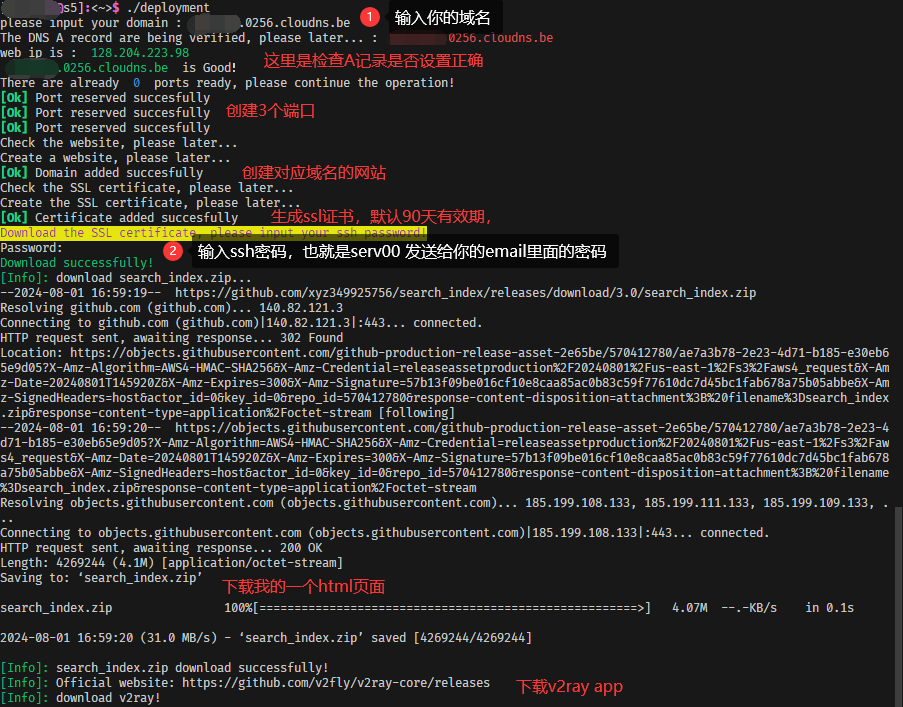 s5]:<~>$ ./deployment
please input your domain : .0256.cloudns.be 1 输入你的域名
The DNS A record are being verified, please later... : 0256.cloudns.be
web ip is : 128.204.223.98
.0256.cloudns.be is Good! 这里是检查A记录是否设置正确
There are already 0 ports ready, please continue the operation!
[Ok] Port reserved succesfully
[Ok] Port reserved succesfully 创建3个端口
[Ok] Port reserved succesfully
Check the website, please later...
Create a website, please later...
[Ok] Domain added succesfully 创建对应域名的网站
Check the SSL certificate, please later...
Create the SSL certificate, please later...
[Ok] Certificate added succesfully 生成ssl证书，默认90天有效期，
Download the SSL certificate, please input your ssh password!
Password: 2 输入ssh密码，也就是serv00 发送给你的email里面的密码
Download successfully!
[Info]: download search_index.zip...
--2024-08-01 16:59:19-- https://github.com/xyz349925756/search_index/releases/download/3.0/search_index.zip
Resolving github.com (github.com)... 140.82.121.3
Connecting to github.com (github.com)|140.82.121.3|:443... connected.
HTTP request sent, awaiting response... 302 Found
Location: https://objects.githubusercontent.com/github-production-release-asset-2e65be/570412780/ae7a3b78-2e23-4d71-b185-e30eb6
5e9d05?X-Amz-Algorithm=AWS4-HMAC-SHA256&X-Amz-Credential=releaseassetproduction%2F20240801%2Fus-east-1%2Fs3%2Faws4_request&X-Am
z-Date=20240801T145920Z&X-Amz-Expires=300&X-Amz-Signature=57b13f09be016cf10e8caa85ac0b83c59f77610dc7d45bc1fab678a75b05abbe&X-Am
z-SignedHeaders=host&actor_id=0&key_id=0&repo_id=570412780&response-content-disposition=attachment%3B%20filename%3Dsearch_index
.zip&response-content-type=application%2Foctet-stream [following]
--2024-08-01 16:59:20-- https://objects.githubusercontent.com/github-production-release-asset-2e65be/570412780/ae7a3b78-2e23-4
d71-b185-e30eb65e9d05?X-Amz-Algorithm=AWS4-HMAC-SHA256&X-Amz-Credential=releaseassetproduction%2F20240801%2Fus-east-1%2Fs3%2Faw
s4_request&X-Amz-Date=20240801T145920Z&X-Amz-Expires=300&X-Amz-Signature=57b13f09be016cf10e8caa85ac0b83c59f77610dc7d45bc1fab678
a75b05abbe&X-Amz-SignedHeaders=host&actor_id=0&key_id=0&repo_id=570412780&response-content-disposition=attachment%3B%20filename
%3Dsearch_index.zip&response-content-type=application%2Foctet-stream
Resolving objects.githubusercontent.com (objects.githubusercontent.com)... 185.199.108.133, 185.199.111.133, 185.199.109.133, .
..
Connecting to objects.githubusercontent.com (objects.githubusercontent.com)|185.199.108.133|:443... connected.
HTTP request sent, awaiting response... 200 OK
Length: 4269244 (4.1M) [application/octet-stream]
Saving to: ‘search_index.zip’
下载我的一个html页面
search_index.zip 100%[======================================================>] 4.07M --.-KB/s in 0.1s
2024-08-01 16:59:20 (31.0 MB/s) - ‘search_index.zip’ saved [4269244/4269244]
[Info]: search_index.zip download successfully!
[Info]: Official website: https://github.com/v2fly/v2ray-core/releases 下载v2ray app
[Info]: download v2ray!